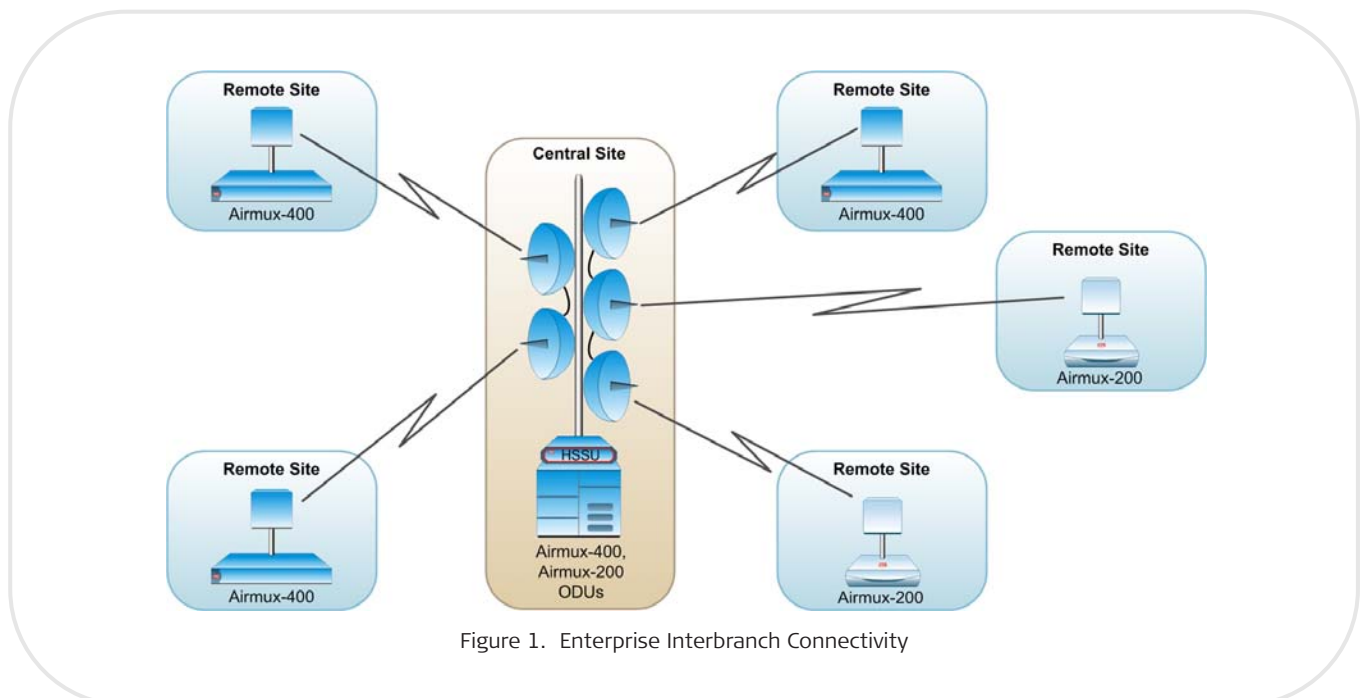 Remote Site
Airmux-400
Remote Site
Airmux-400
Central Site
HSSU
Airmux-400,
Airmux-200
ODUs
Remote Site
Airmux-400
Remote Site
Airmux-200
Remote Site
Airmux-200
Figure 1. Enterprise Interbranch Connectivity